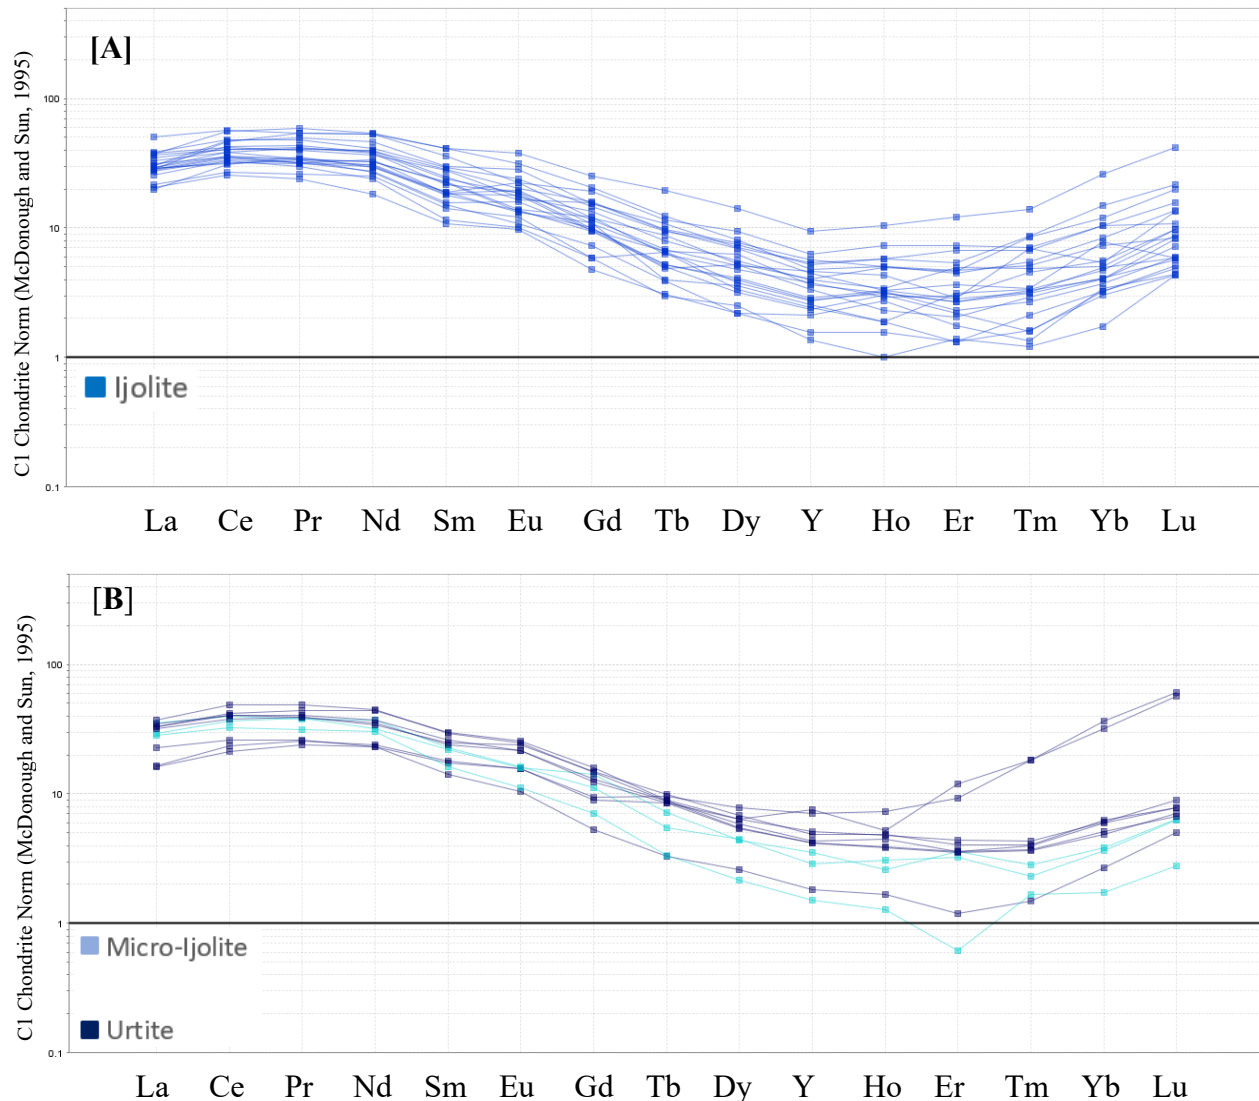 [A]
C1 Chondrite Norm (McDonough and Sun, 1995)
100
10
1
0.1
Ijolite
La Ce Pr Nd Sm Eu Gd Tb Dy Y Ho Er Tm Yb Lu
[B]
C1 Chondrite Norm (McDonough and Sun, 1995)
100
10
1
0.1
Micro-Ijolite
Urtite
La Ce Pr Nd Sm Eu Gd Tb Dy Y Ho Er Tm Yb Lu